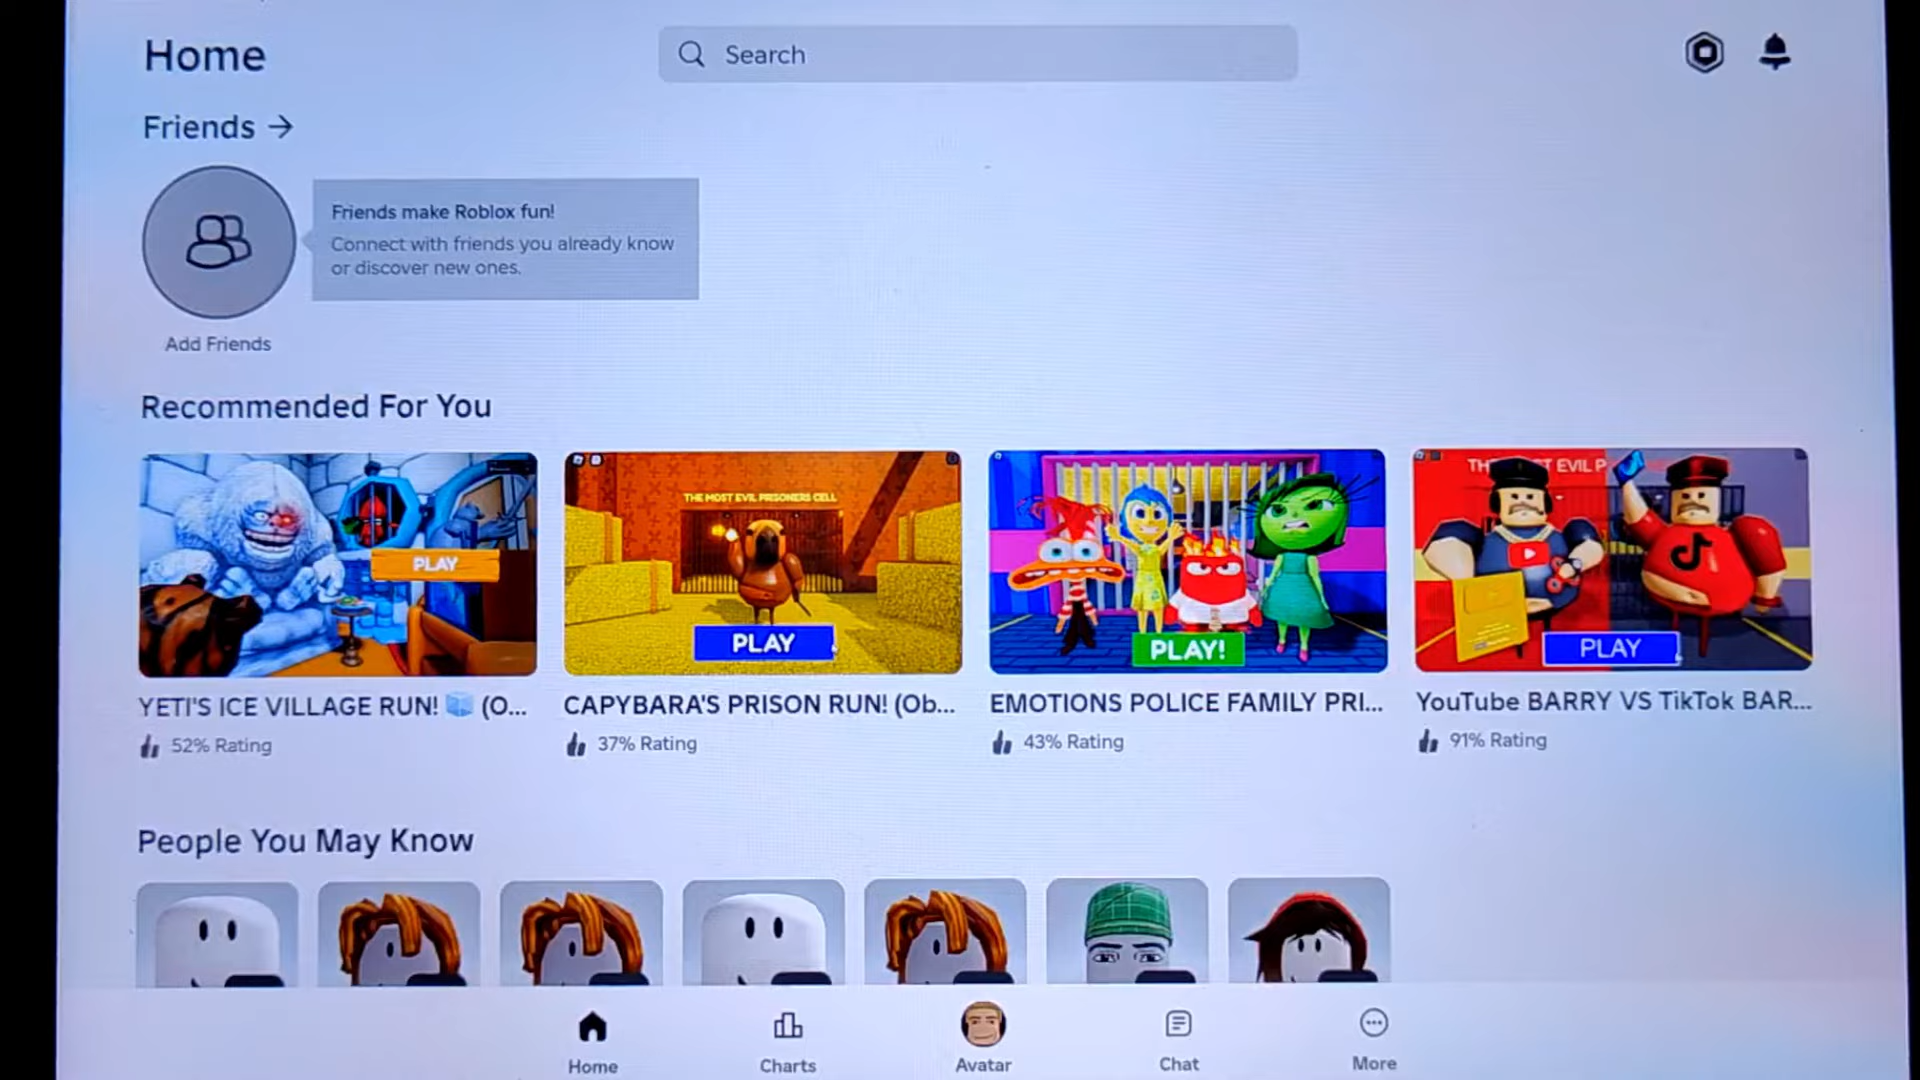 Home
Search
Friends →
Friends make Roblox fun!
Connect with friends you already know
or discover new ones.
Add Friends
Recommended For You
PLAY
THE MOST EVIL PRISONERS CELL
PLAY
PLAY!
PLAY
YETI'S ICE VILLAGE RUN! 🧊 (O...
CAPYBARA'S PRISON RUN! (Ob...
EMOTIONS POLICE FAMILY PRI...
YouTube BARRY VS TikTok BAR...
52% Rating
37% Rating
43% Rating
91% Rating
People You May Know
Home
Charts
Avatar
Chat
More